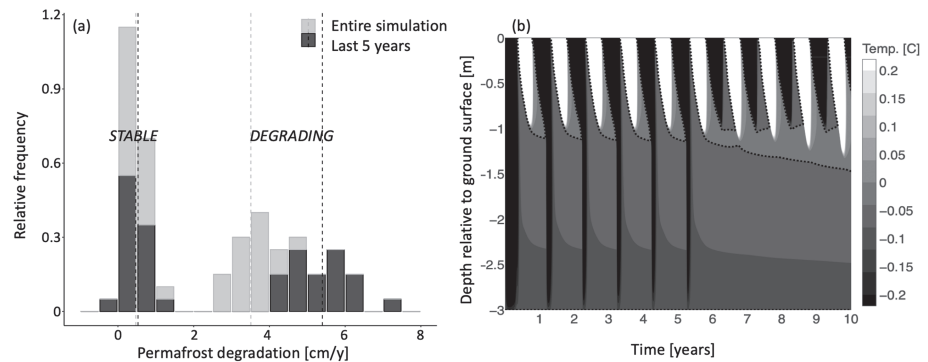 (a)
Entire simulation
Last 5 years
STABLE
DEGRADING
Relative frequency
1.2
0.9
0.6
0.3
0
0 2 4 6 8
Permafrost degradation [cm/y]
(b)
Temp. [C]
0.2
0.15
0.1
0.05
0
−0.05
−0.1
−0.15
−0.2
Depth relative to ground surface [m]
0
−0.5
−1
−1.5
−2
−2.5
−3
1 2 3 4 5 6 7 8 9 10
Time [years]